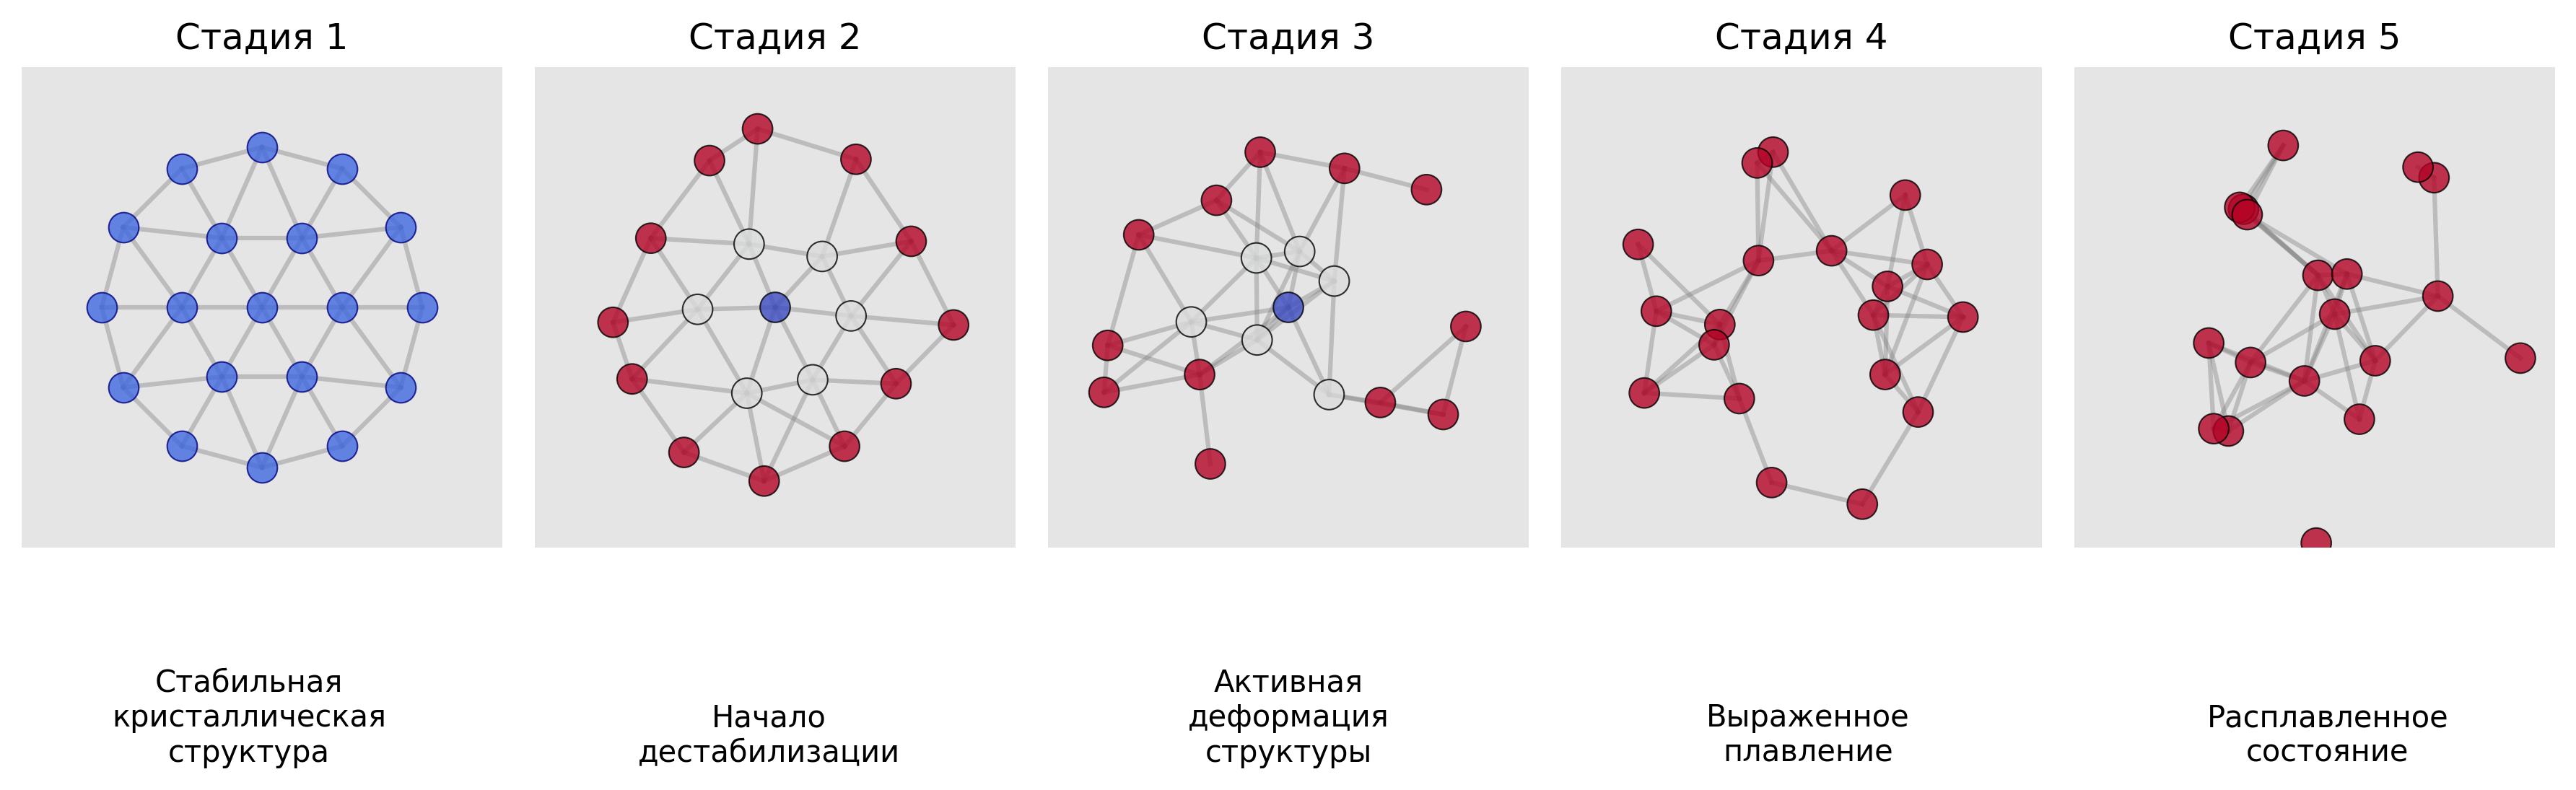 Стадия 1
Стадия 2
Стадия 3
Стадия 4
Стадия 5
Стабильная
кристаллическая
структура
Начало
дестабилизации
Активная
деформация
структуры
Выраженное
плавление
Расплавленное
состояние